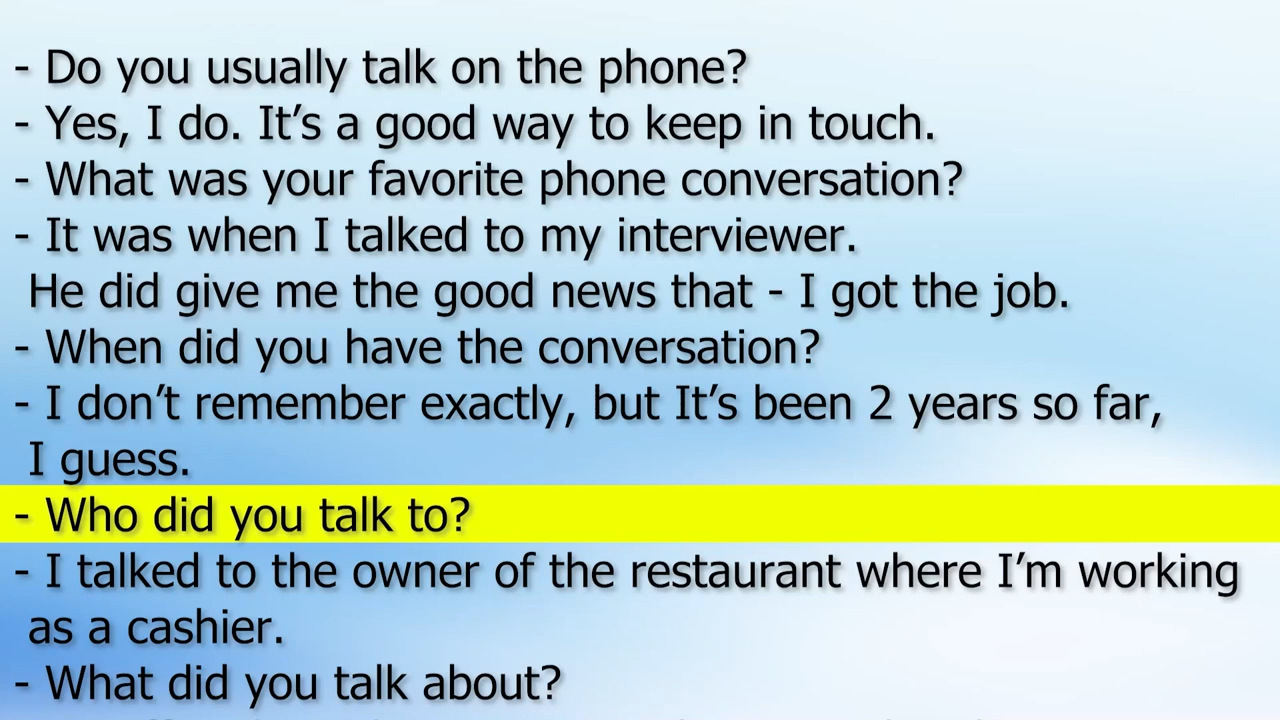 - Do you usually talk on the phone?
- Yes, I do. It’s a good way to keep in touch.
- What was your favorite phone conversation?
- It was when I talked to my interviewer.
He did give me the good news that - I got the job.
- When did you have the conversation?
- I don’t remember exactly, but It’s been 2 years so far,
I guess.
- Who did you talk to?
- I talked to the owner of the restaurant where I’m working
as a cashier.
- What did you talk about?